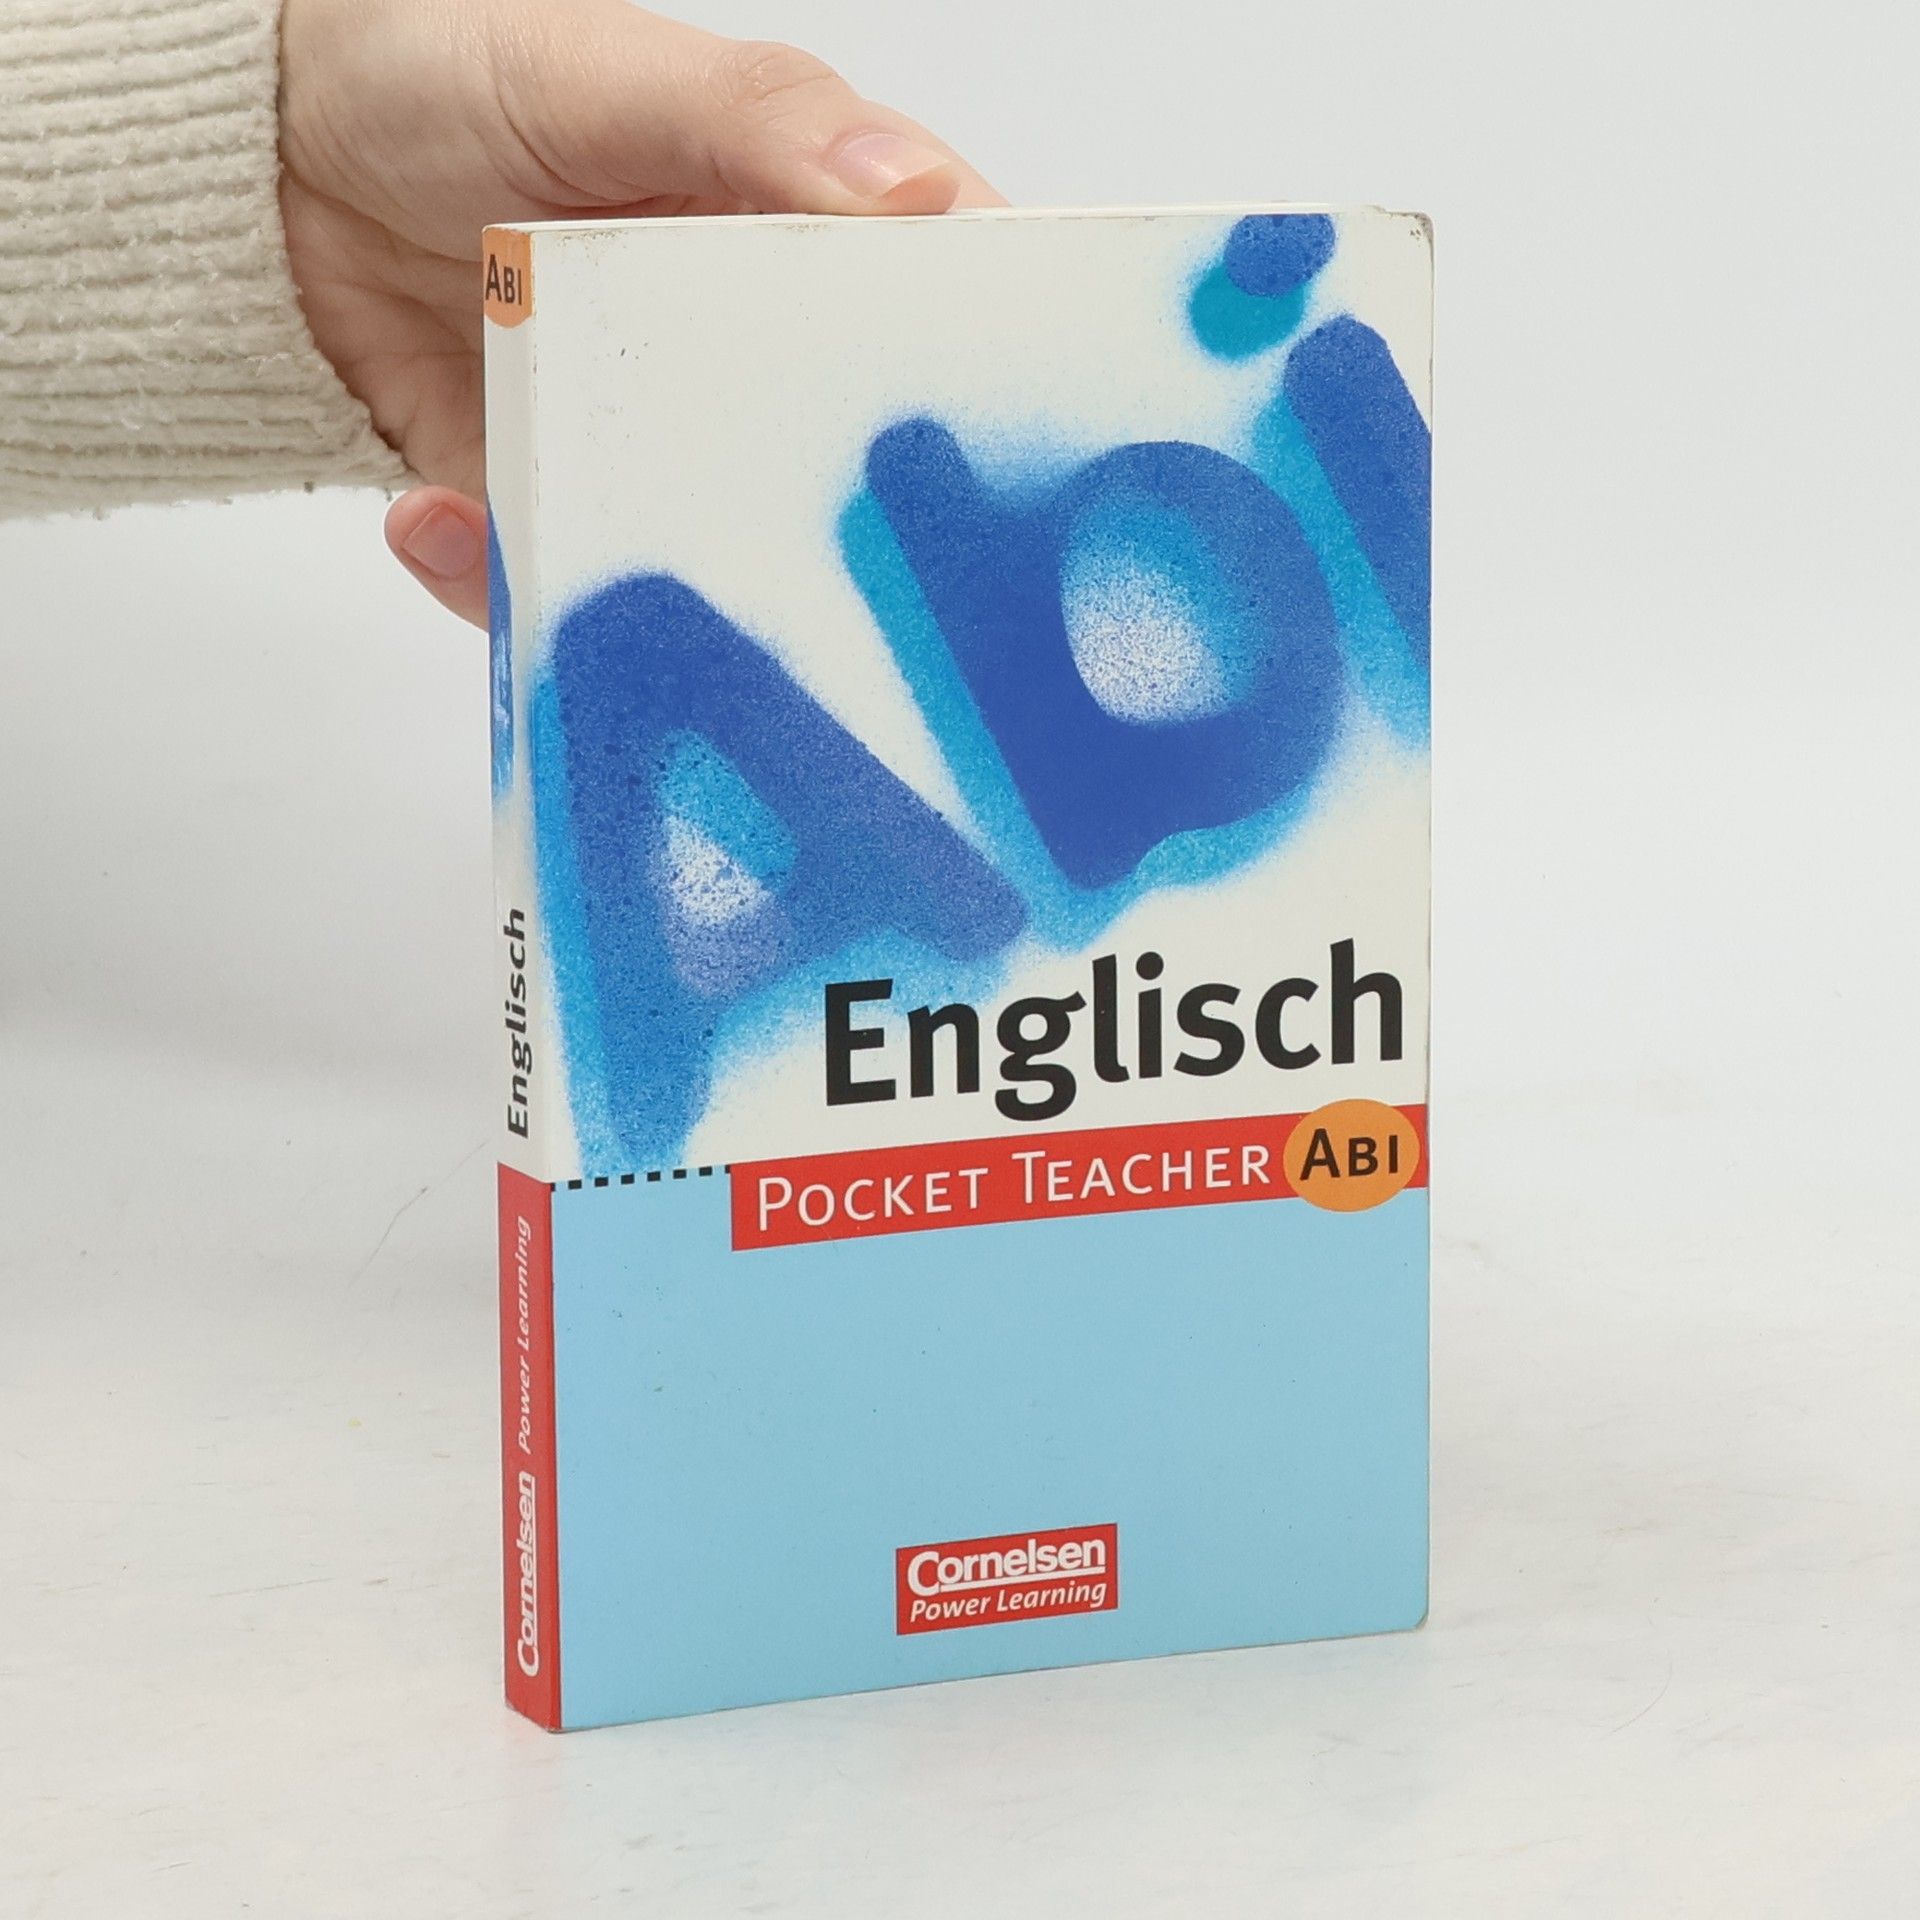 Abi
Englisch
POCKET TEACHER ABI
Cornelsen
Power Learning
ABI
Englisch
Cornelsen Power Learning